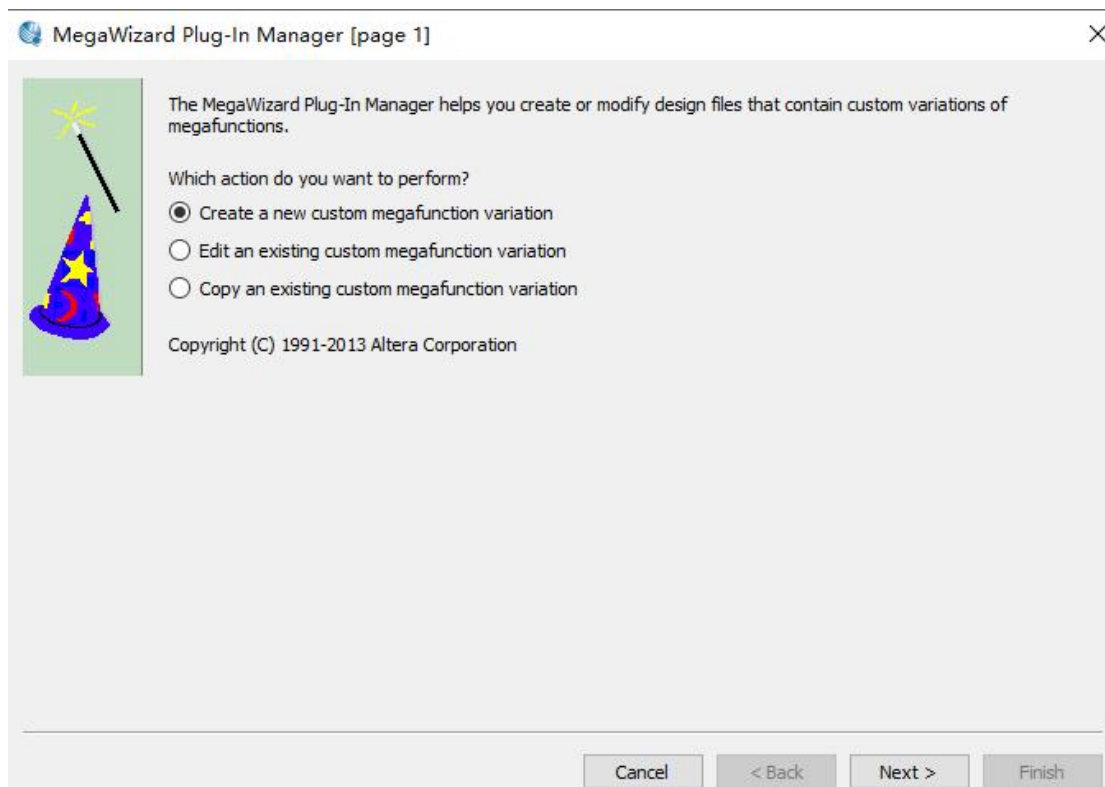 MegaWizard Plug-In Manager [page 1]
The MegaWizard Plug-In Manager helps you create or modify design files that contain custom variations of
megafunctions.
Which action do you want to perform?
Create a new custom megafunction variation
Edit an existing custom megafunction variation
Copy an existing custom megafunction variation
Copyright (C) 1991-2013 Altera Corporation
Cancel < Back Next > Finish